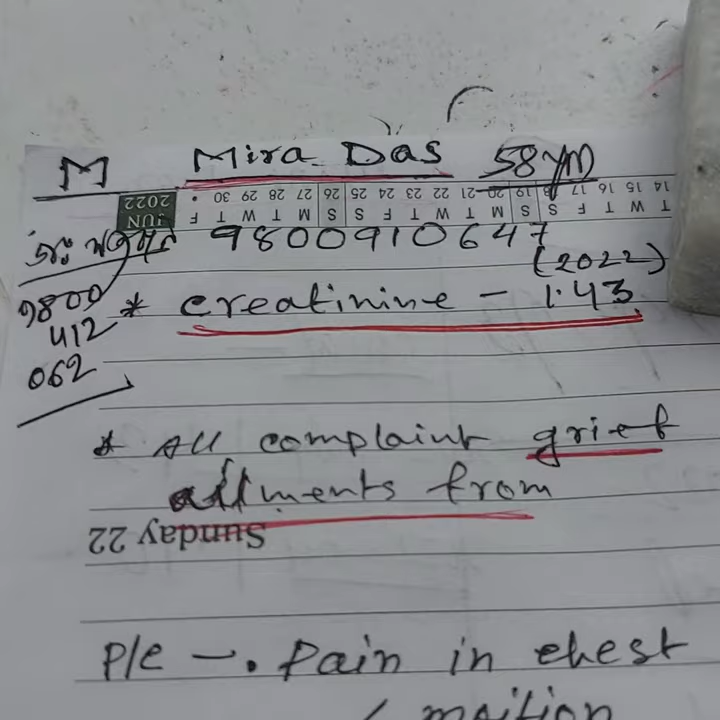 M Mira Das 58 ym
JUN 2022
F T W T M S S F T W T M S S F T W T
• 30 29 28 27 26 25 24 23 22 21 20 19 18 17 16 15 14
9800910647
9800
412
062
(2022)
* creatinine - 1.43
* All complaint grief
ailments from
Sunday 22
P/c -. Pain in chest